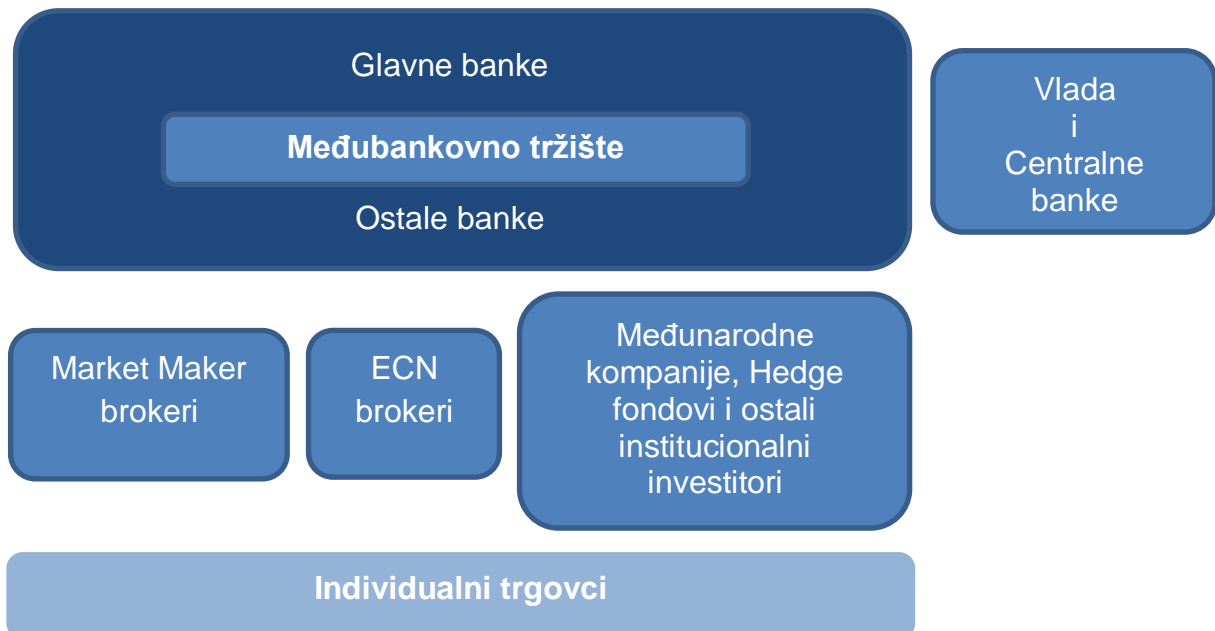 Glavne banke
Međubankovno tržište
Ostale banke
Vlada
i
Centralne
banke
Market Maker
brokeri
ECN
brokeri
Međunarodne
kompanije, Hedge
fondovi i ostali
institucionalni
investitori
Individualni trgovci